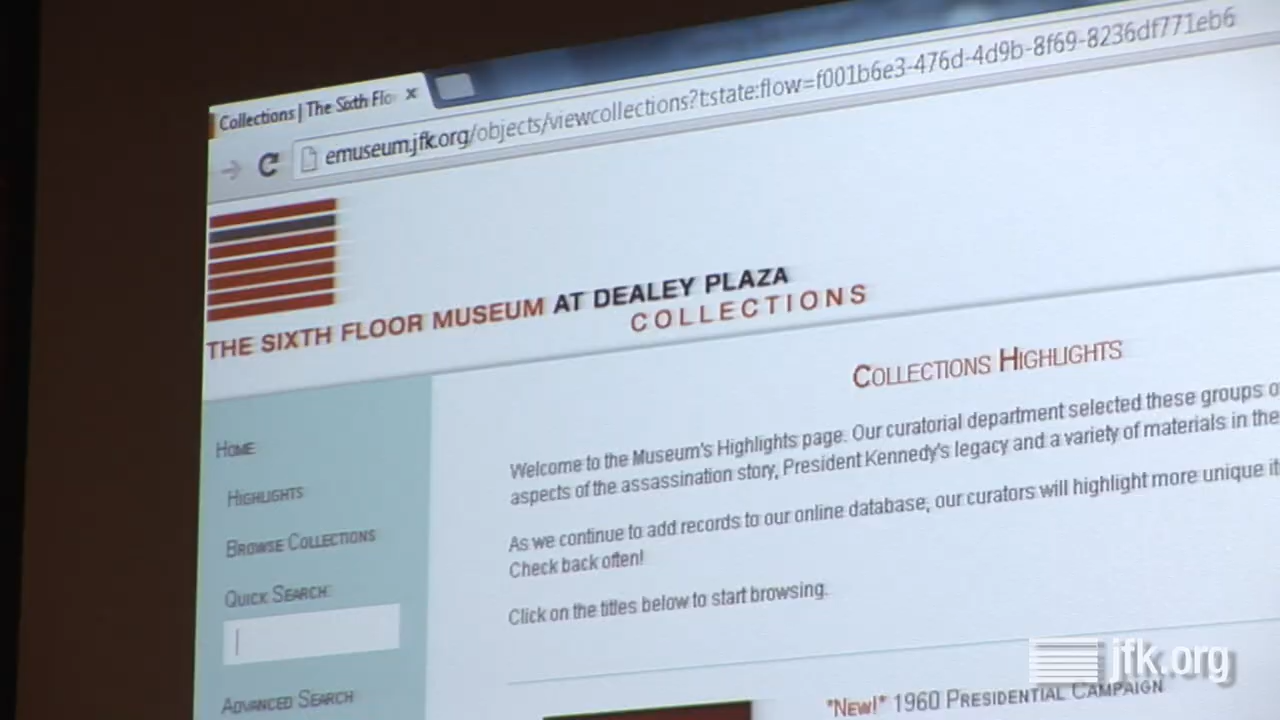 Collections | The Sixth Flo
emuseum.jfk.org/objects/viewcollections?t:state:flow=f001b6e3-476d-4d9b-8f69-8236df771eb6
THE SIXTH FLOOR MUSEUM AT DEALEY PLAZA
COLLECTIONS
COLLECTIONS HIGHLIGHTS
HOME
HIGHLIGHTS
BROWSE COLLECTIONS
QUICK SEARCH:
ADVANCED SEARCH
Welcome to the Museum's Highlights page. Our curatorial department selected these groups o
aspects of the assassination story, President Kennedy's legacy and a variety of materials in the
As we continue to add records to our online database, our curators will highlight more unique it
Check back often!
Click on the titles below to start browsing.
*New!* 1960 PRESIDENTIAL CAMPAIGN
jfk.org